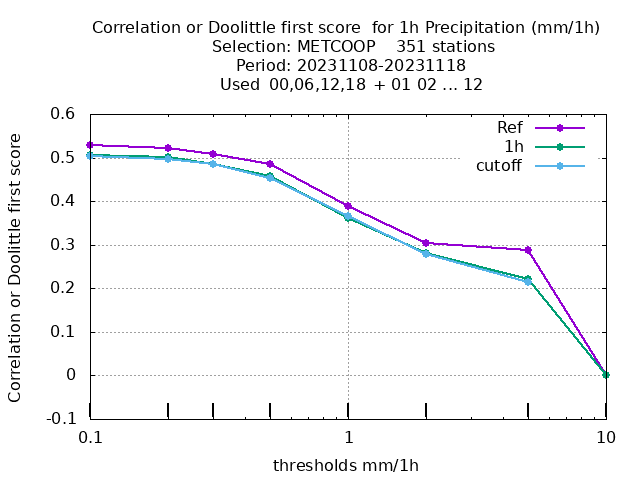 Correlation or Doolittle first score  for 1h Precipitation (mm/1h)
Selection: METCOOP    351 stations
Period: 20231108-20231118
Used 00,06,12,18 + 01 02 ... 12
Ref
1h
cutoff
Correlation or Doolittle first score
0.6
0.5
0.4
0.3
0.2
0.1
0
-0.1
0.1
1
10
thresholds mm/1h